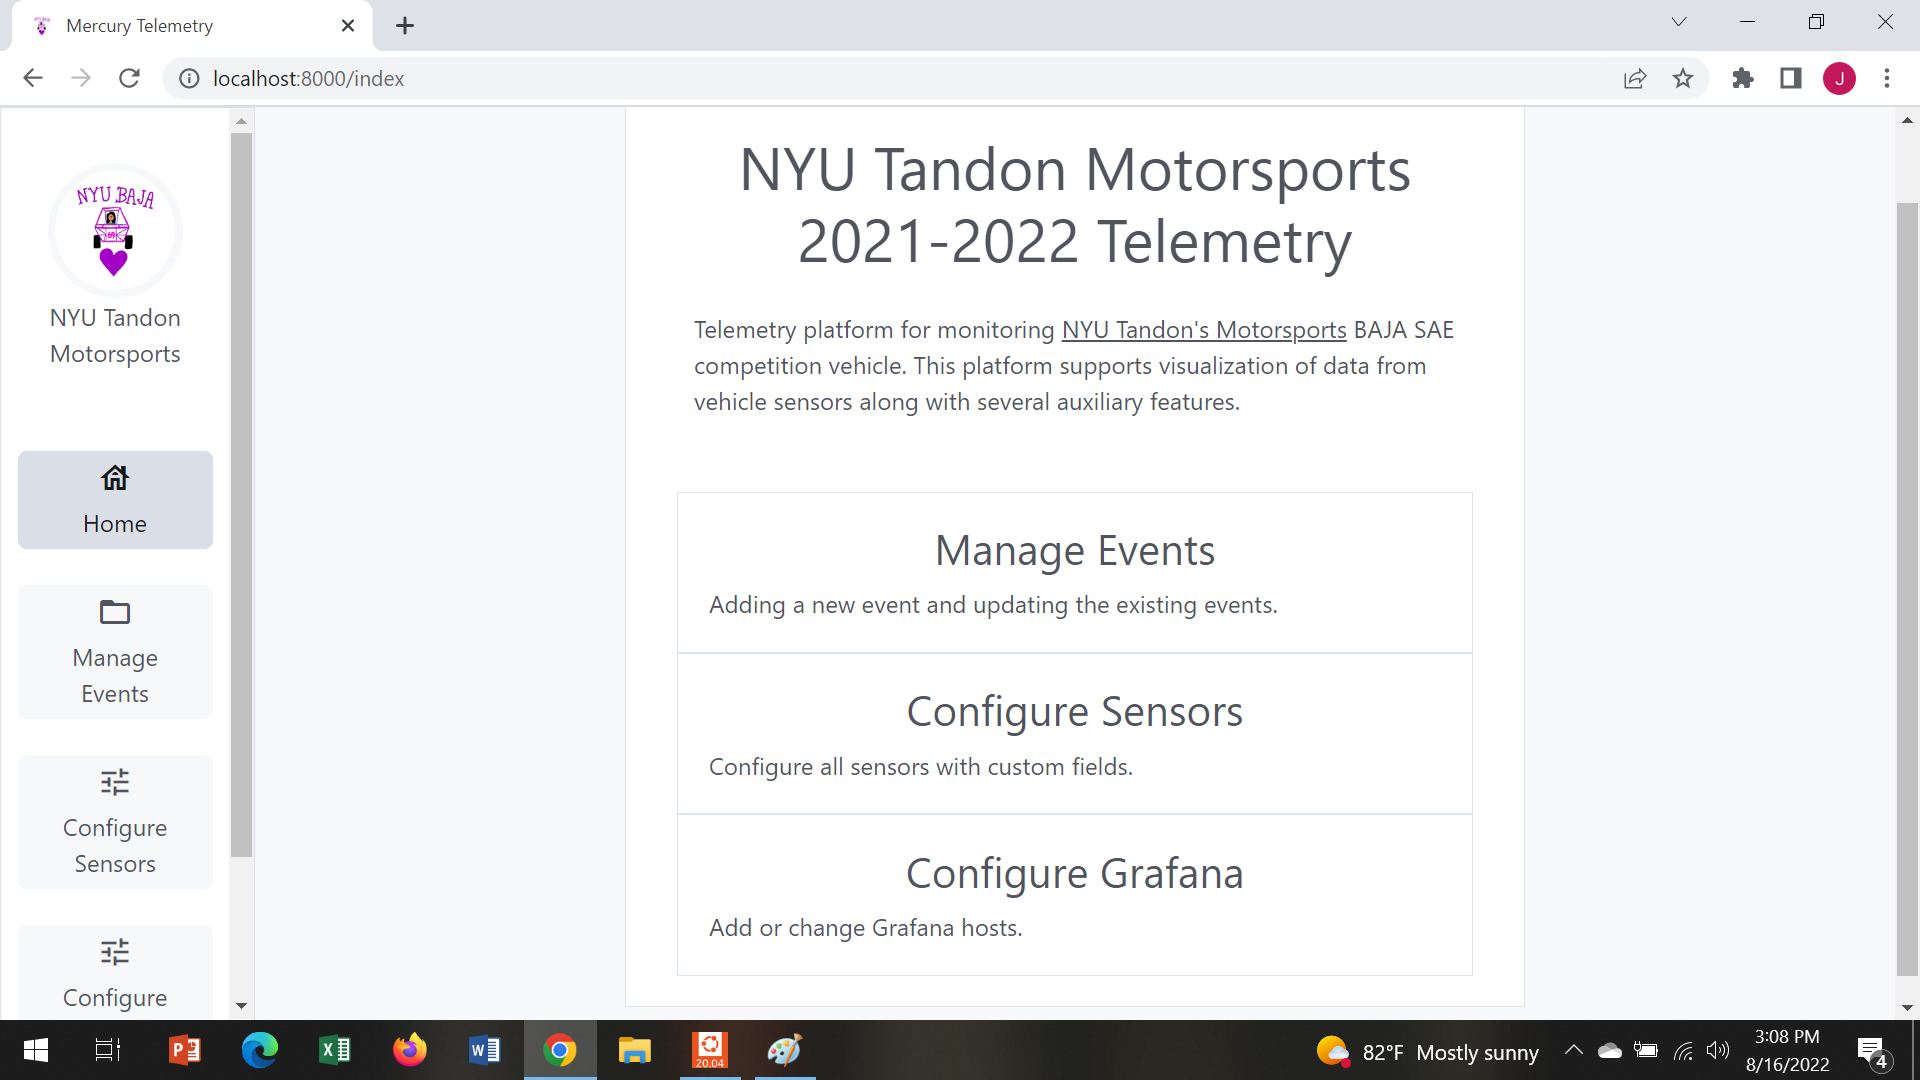 Mercury Telemetry
localhost:8000/index
J
NYU BAJA
NYU Tandon
Motorsports
Home
Manage
Events
Configure
Sensors
Configure
NYU Tandon Motorsports
2021-2022 Telemetry
Telemetry platform for monitoring NYU Tandon's Motorsports BAJA SAE
competition vehicle. This platform supports visualization of data from
vehicle sensors along with several auxiliary features.
Manage Events
Adding a new event and updating the existing events.
Configure Sensors
Configure all sensors with custom fields.
Configure Grafana
Add or change Grafana hosts.
20.04
82°F Mostly sunny
3:08 PM
8/16/2022
4